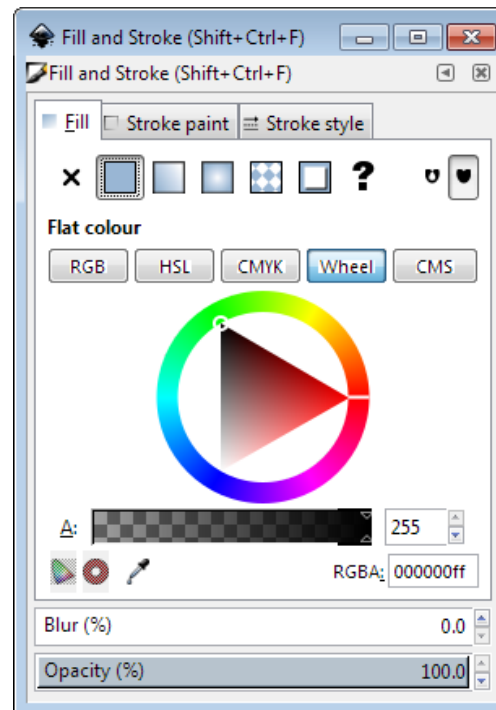 Fill and Stroke (Shift+Ctrl+F)
Fill and Stroke (Shift+Ctrl+F)
Fill Stroke paint Stroke style
?
Flat colour
RGB HSL CMYK Wheel CMS
A: 255
RGBA: 000000ff
Blur (%) 0.0
Opacity (%) 100.0